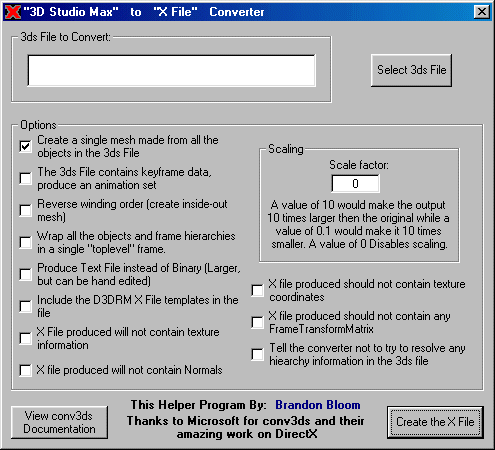 "3D Studio Max" to "X File" Converter
3ds File to Convert:
Select 3ds File
Options
Create a single mesh made from all the
objects in the 3ds File
The 3ds File contains keyframe data,
produce an animation set
Reverse winding order (create inside-out
mesh)
Wrap all the objects and frame hierarchies
in a single "toplevel" frame.
Produce Text File instead of Binary (Larger,
but can be hand edited)
Include the D3DRM X File templates in the
file
X File produced will not contain texture
information
X file produced will not contain Normals
Scaling
Scale factor:
0
A value of 10 would make the output
10 times larger then the original while a
value of 0.1 would make it 10 times
smaller. A value of 0 Disables scaling.
X file produced should not contain texture
coordinates
X file produced should not contain any
FrameTransformMatrix
Tell the converter not to try to resolve any
hiearchy information in the 3ds file
View conv3ds
Documentation
This Helper Program By: Brandon Bloom
Thanks to Microsoft for conv3ds and their
amazing work on DirectX
Create the X File